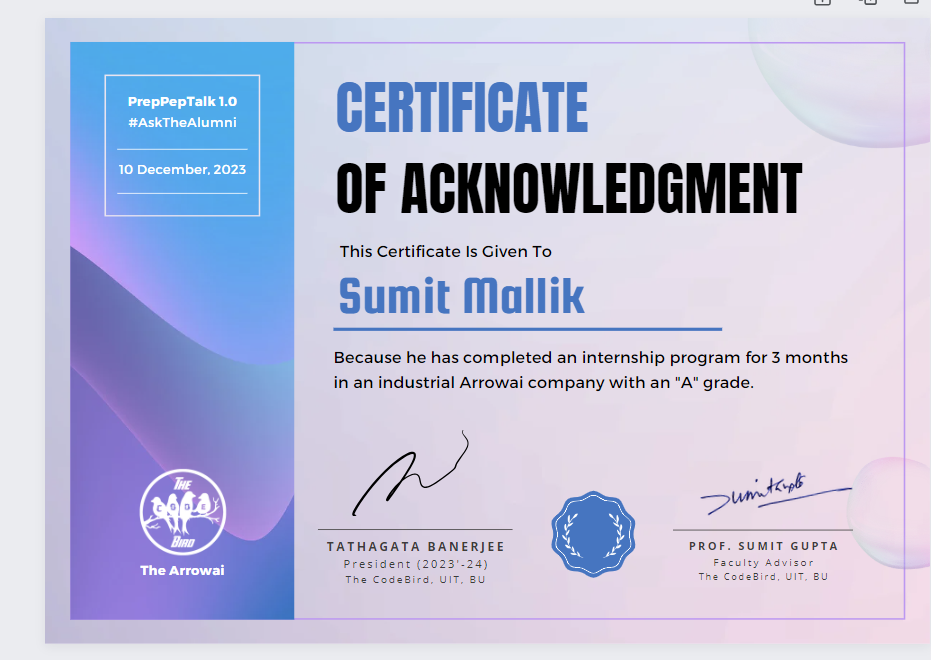 PrepPepTalk 1.0
#AskTheAlumni
10 December, 2023
CERTIFICATE
OF ACKNOWLEDGMENT
This Certificate Is Given To
Sumit Mallik
Because he has completed an internship program for 3 months
in an industrial Arrowai company with an "A" grade.
THE
CODE
BIRD
The Arrowai
TATHAGATA BANERJEE
President (2023'-24)
The CodeBird, UIT, BU
Sumit Gupta
PROF. SUMIT GUPTA
Faculty Advisor
The CodeBird, UIT, BU